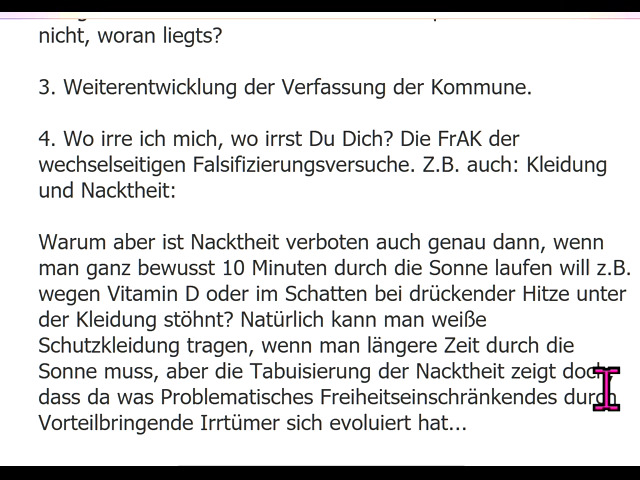 nicht, woran liegts?
3. Weiterentwicklung der Verfassung der Kommune.
4. Wo irre ich mich, wo irrst Du Dich? Die FrAK der
wechselseitigen Falsifizierungsversuche. Z.B. auch: Kleidung
und Nacktheit:
Warum aber ist Nacktheit verboten auch genau dann, wenn
man ganz bewusst 10 Minuten durch die Sonne laufen will z.B.
wegen Vitamin D oder im Schatten bei drückender Hitze unter
der Kleidung stöhnt? Natürlich kann man weiße
Schutzkleidung tragen, wenn man längere Zeit durch die
Sonne muss, aber die Tabuisierung der Nacktheit zeigt doch,
dass da was Problematisches Freiheitseinschränkendes durch
Vorteilbringende Irrtümer sich evoluiert hat...